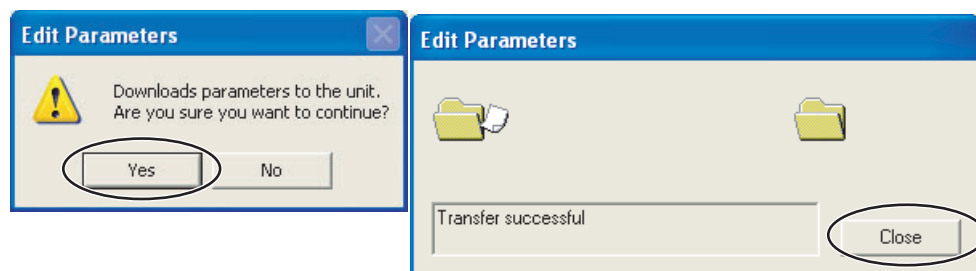 Edit Parameters
Downloads parameters to the unit.
Are you sure you want to continue?
Yes
No
Edit Parameters
Transfer successful
Close